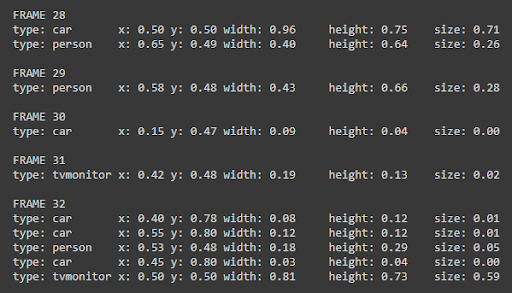 FRAME 28
type: car x: 0.50 y: 0.50 width: 0.96 height: 0.75 size: 0.71
type: person x: 0.65 y: 0.49 width: 0.40 height: 0.64 size: 0.26
FRAME 29
type: person x: 0.58 y: 0.48 width: 0.43 height: 0.66 size: 0.28
FRAME 30
type: car x: 0.15 y: 0.47 width: 0.09 height: 0.04 size: 0.00
FRAME 31
type: tvmonitor x: 0.42 y: 0.48 width: 0.19 height: 0.13 size: 0.02
FRAME 32
type: car x: 0.40 y: 0.78 width: 0.08 height: 0.12 size: 0.01
type: car x: 0.55 y: 0.80 width: 0.12 height: 0.12 size: 0.01
type: person x: 0.53 y: 0.48 width: 0.18 height: 0.29 size: 0.05
type: car x: 0.45 y: 0.80 width: 0.03 height: 0.04 size: 0.00
type: tvmonitor x: 0.50 y: 0.50 width: 0.81 height: 0.73 size: 0.59